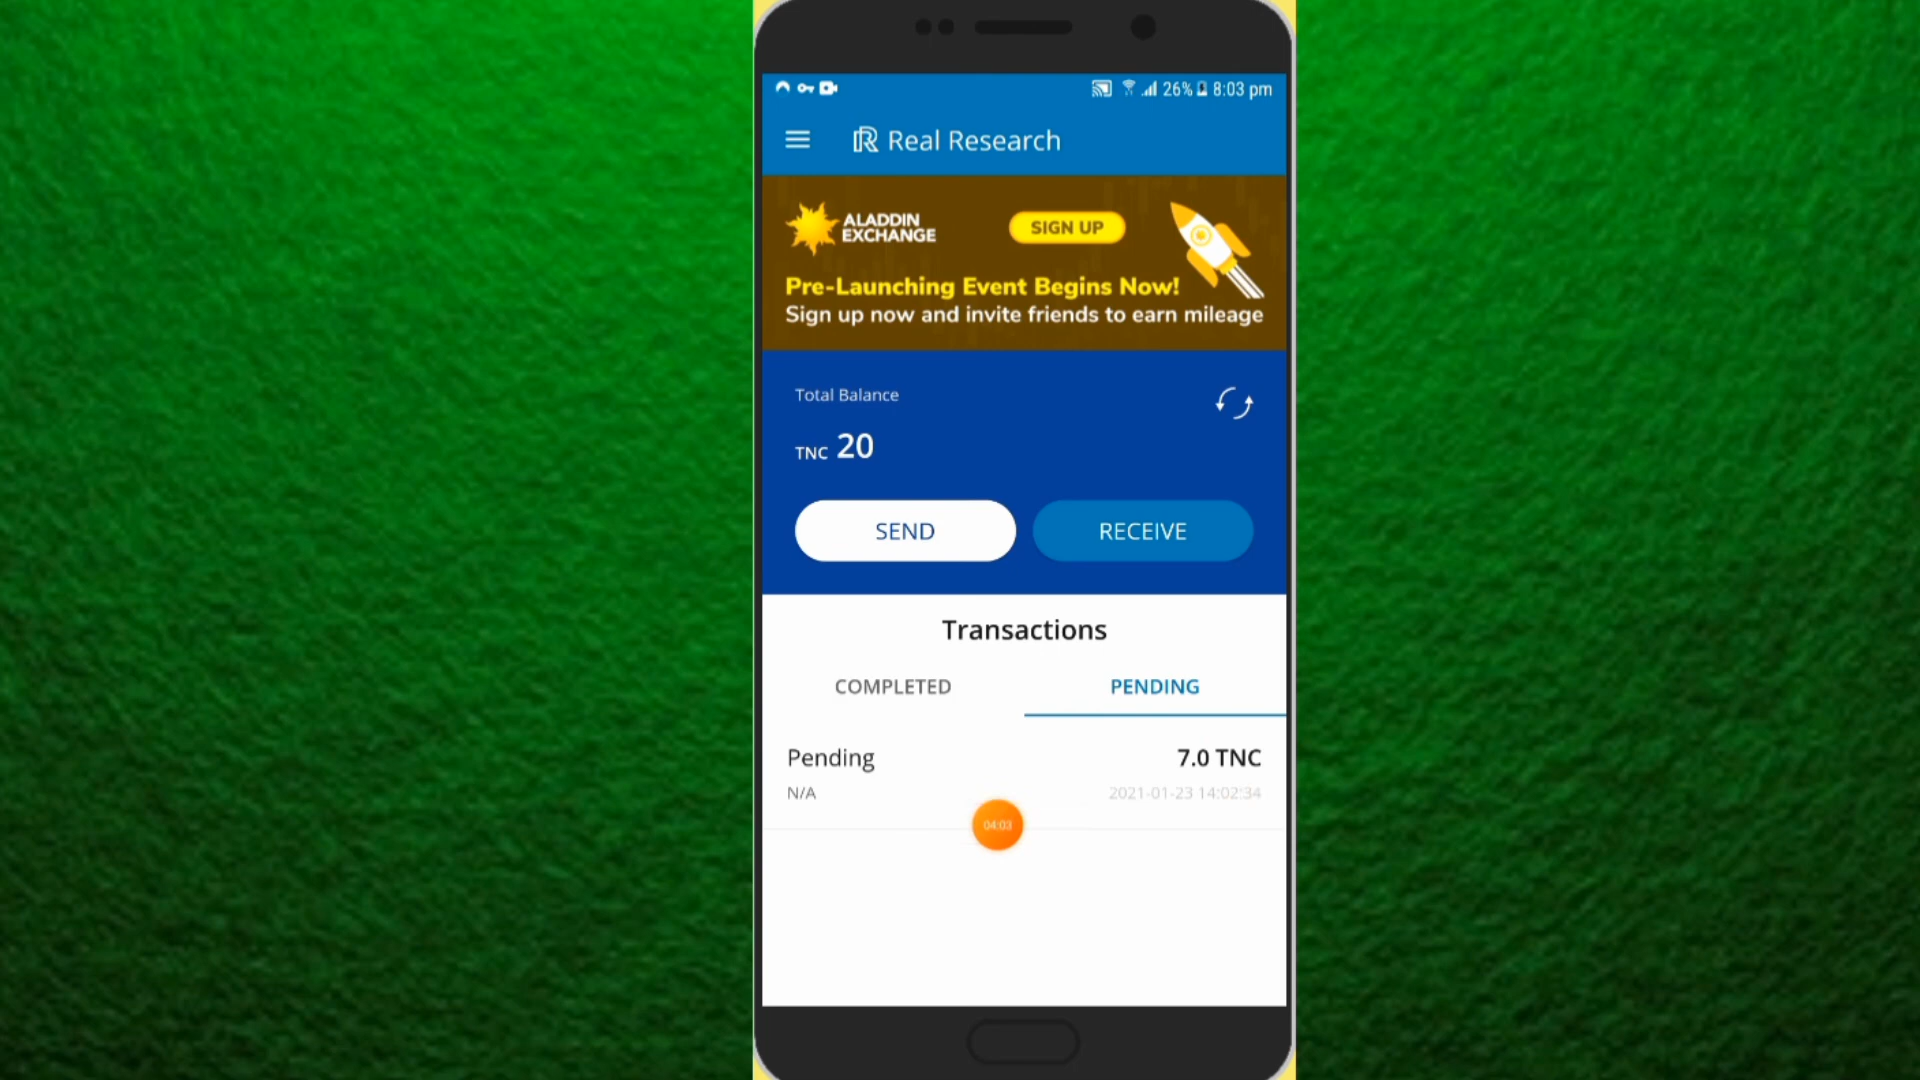 26% 8:03 pm
Real Research
ALADDIN
EXCHANGE
SIGN UP
Pre-Launching Event Begins Now!
Sign up now and invite friends to earn mileage
Total Balance
TNC 20
SEND RECEIVE
Transactions
COMPLETED PENDING
Pending 7.0 TNC
N/A 2021-01-23 14:02:34
04:03